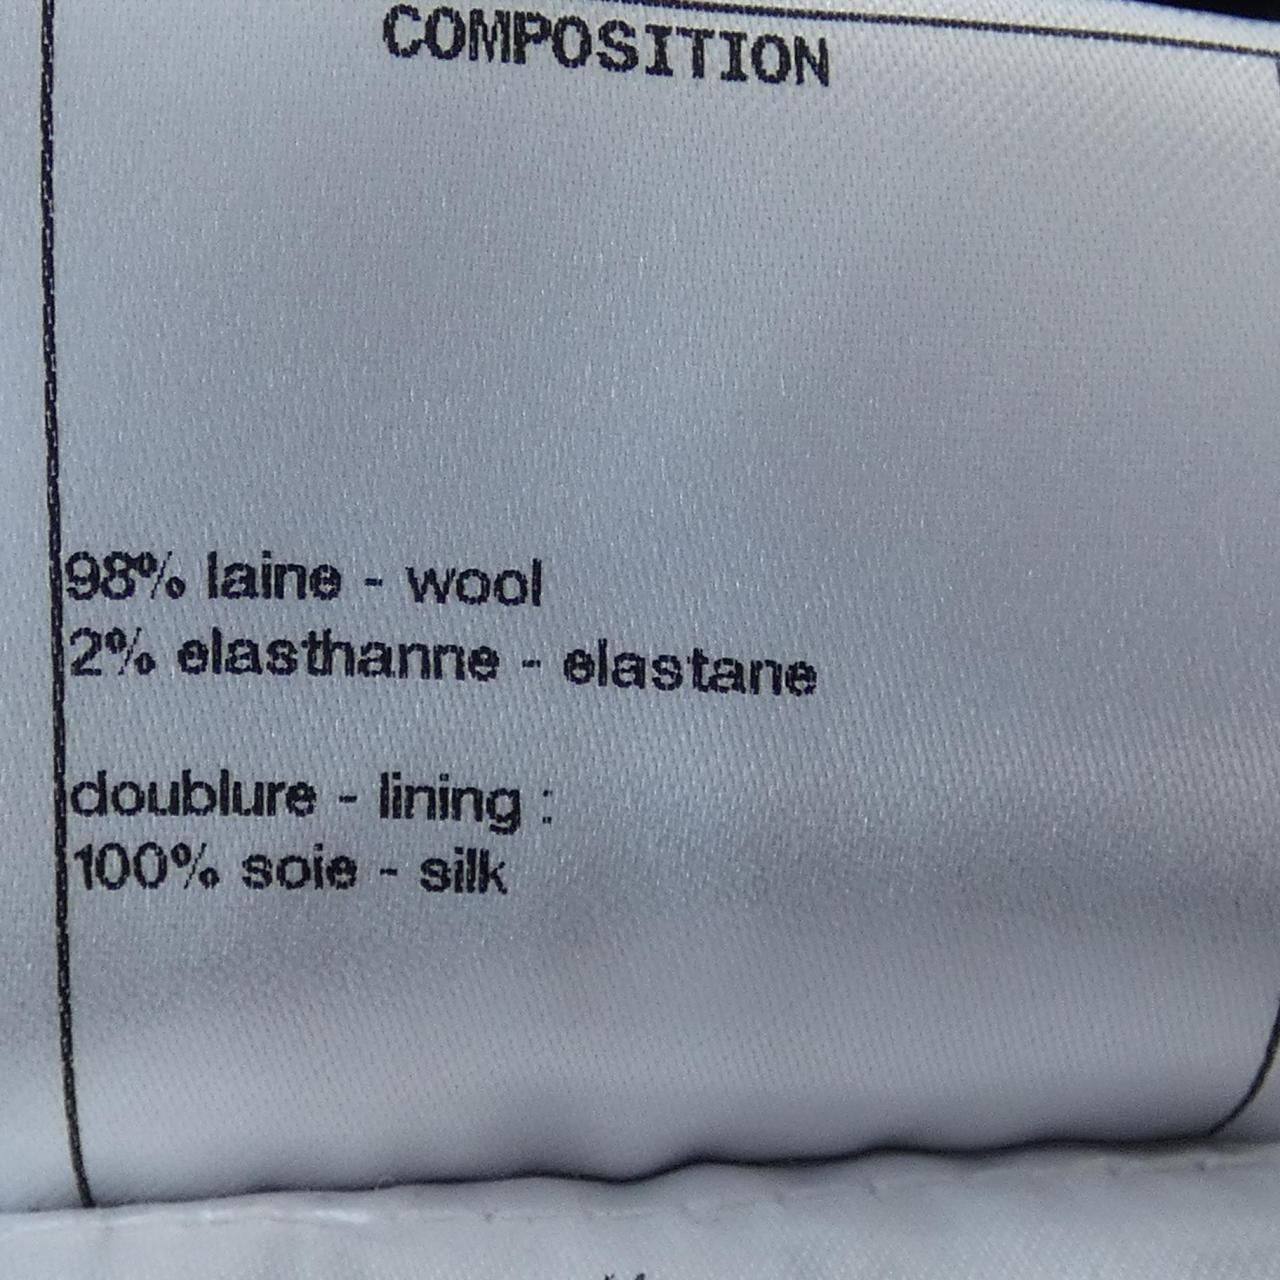 COMPOSITION
98% laine - wool
2% elasthanne - elastane
doublure - lining :
100% soie - silk